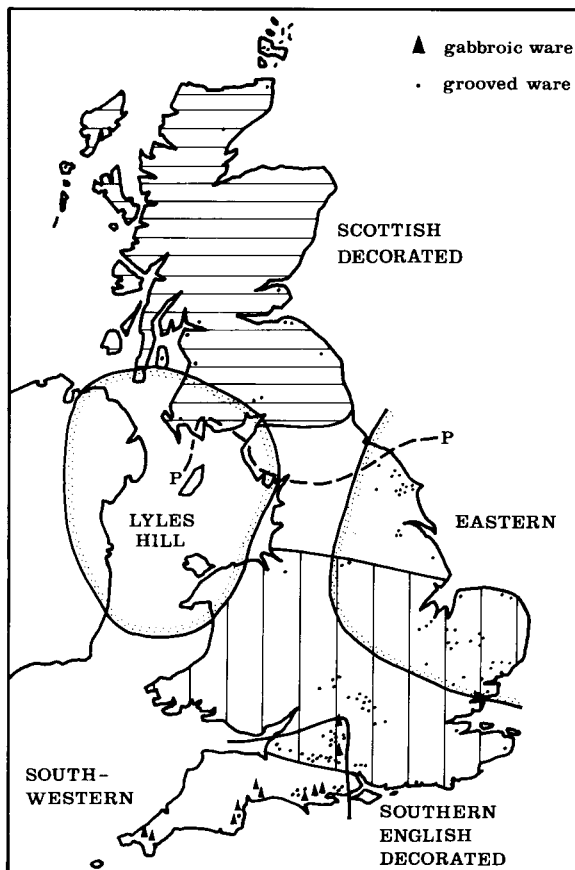 gabbroic ware
grooved ware
SCOTTISH
DECORATED
P
P
LYLES
HILL
EASTERN
SOUTH-
WESTERN
SOUTHERN
ENGLISH
DECORATED